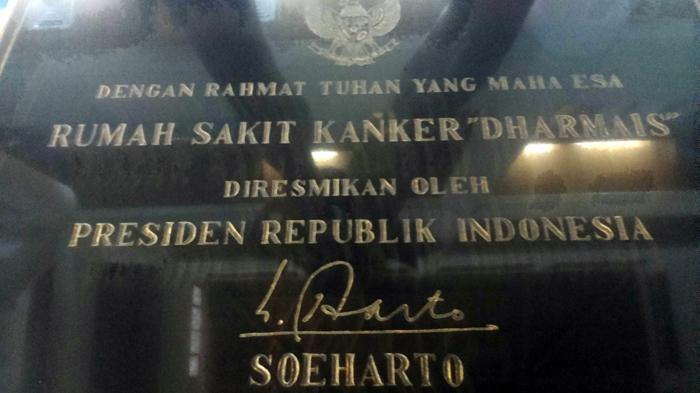 DENGAN RAHMAT TUHAN YANG MAHA ESA
RUMAH SAKIT KANKER "DHARMAIS"
DIRESMIKAN OLEH
PRESIDEN REPUBLIK INDONESIA
SOEHARTO